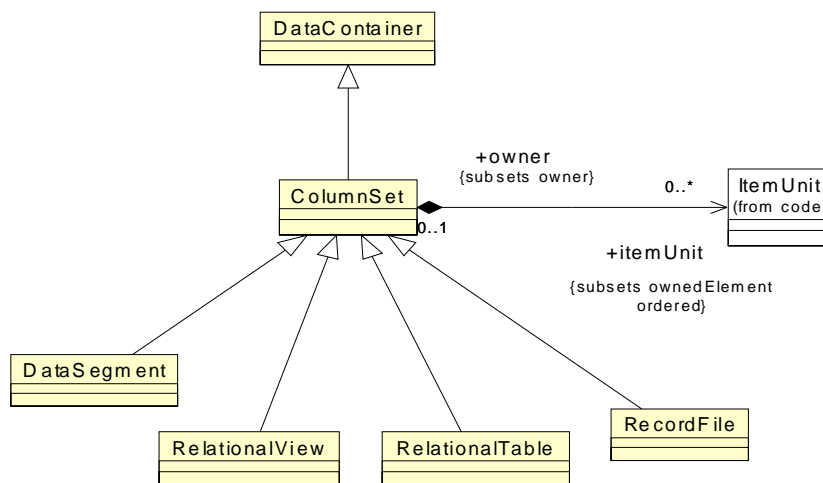 DataContainer
+owner
{subsets owner}
0..*
ItemUnit
(from code
ColumnSet
0..1
+itemUnit
{subsets ownedElement
ordered}
DataSegment
RelationalView
RelationalTable
RecordFile